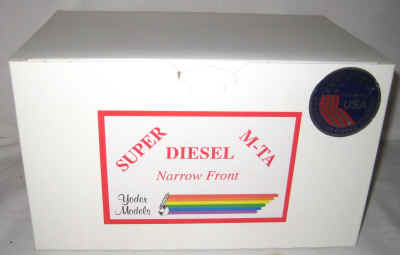 SUPER M-TA
DIESEL
Narrow Front
Yoder
Models
USA